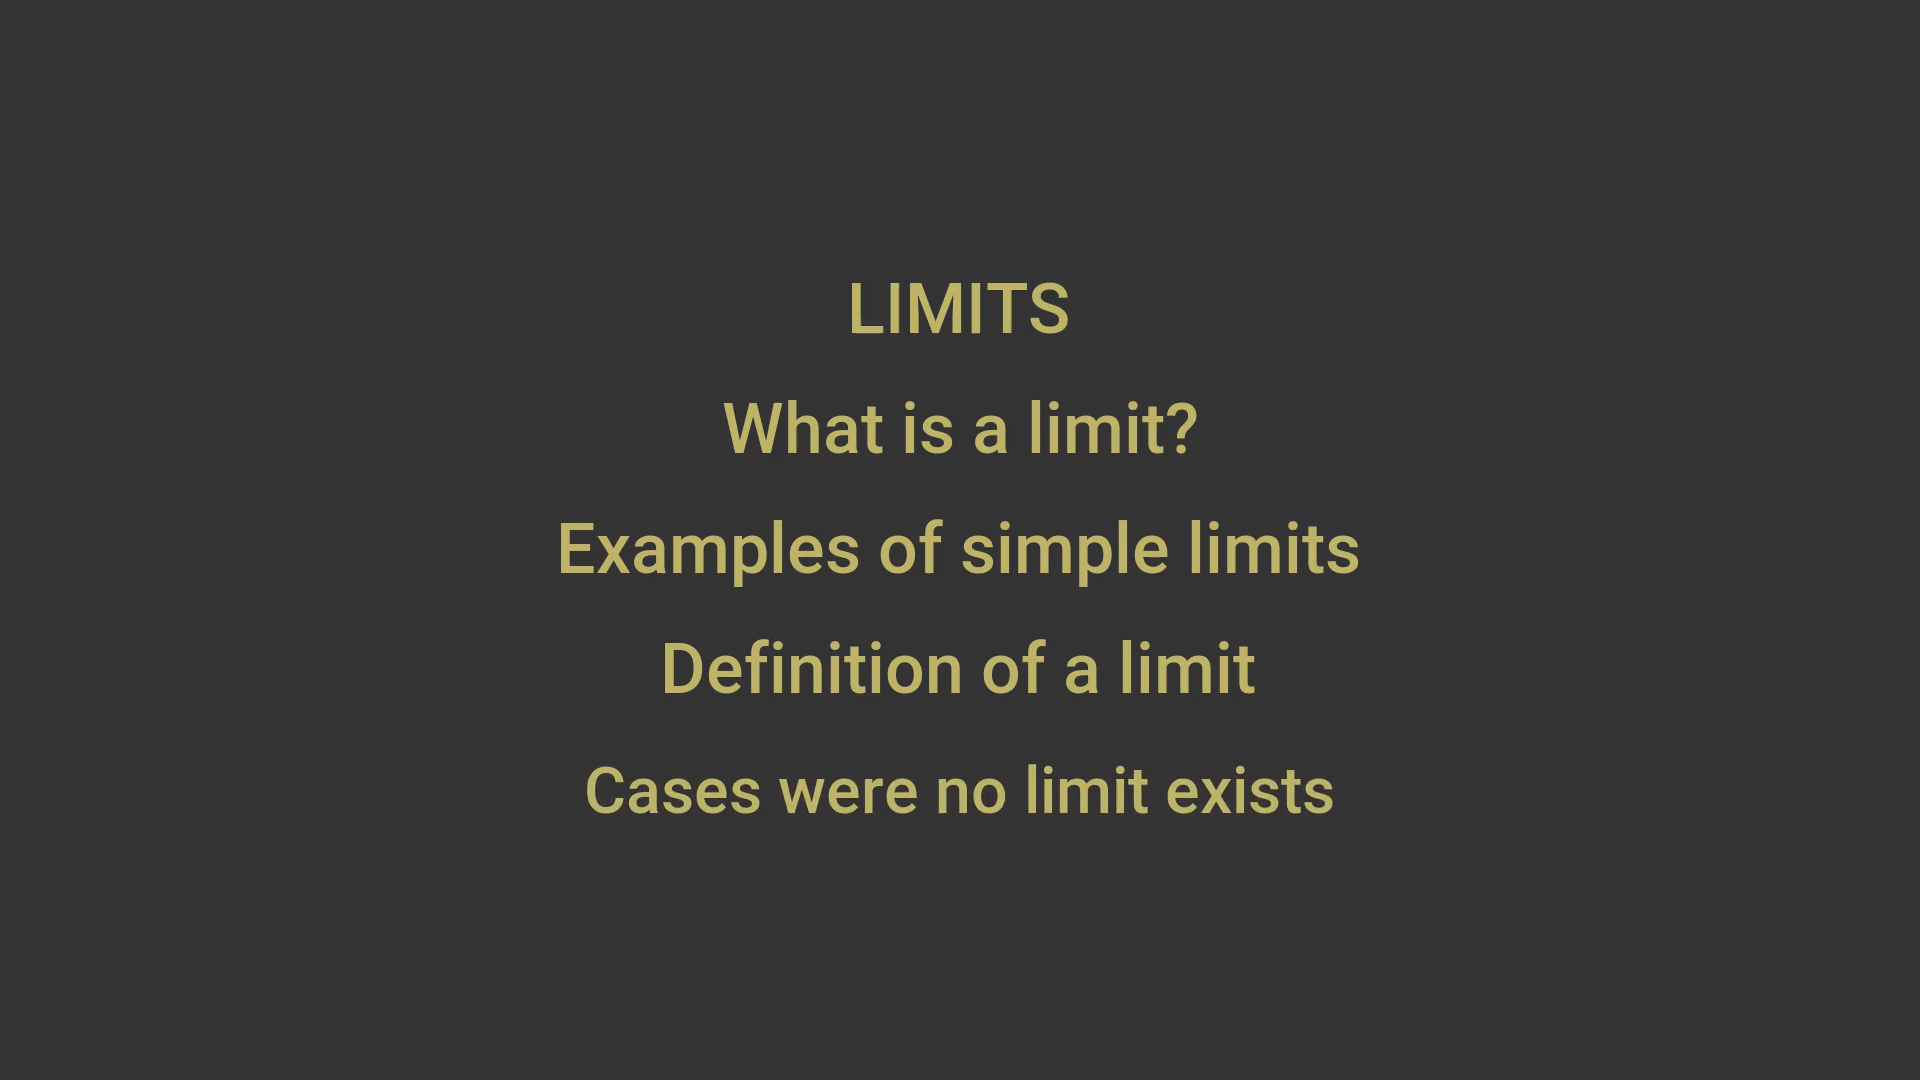 LIMITS
What is a limit?
Examples of simple limits
Definition of a limit
Cases were no limit exists